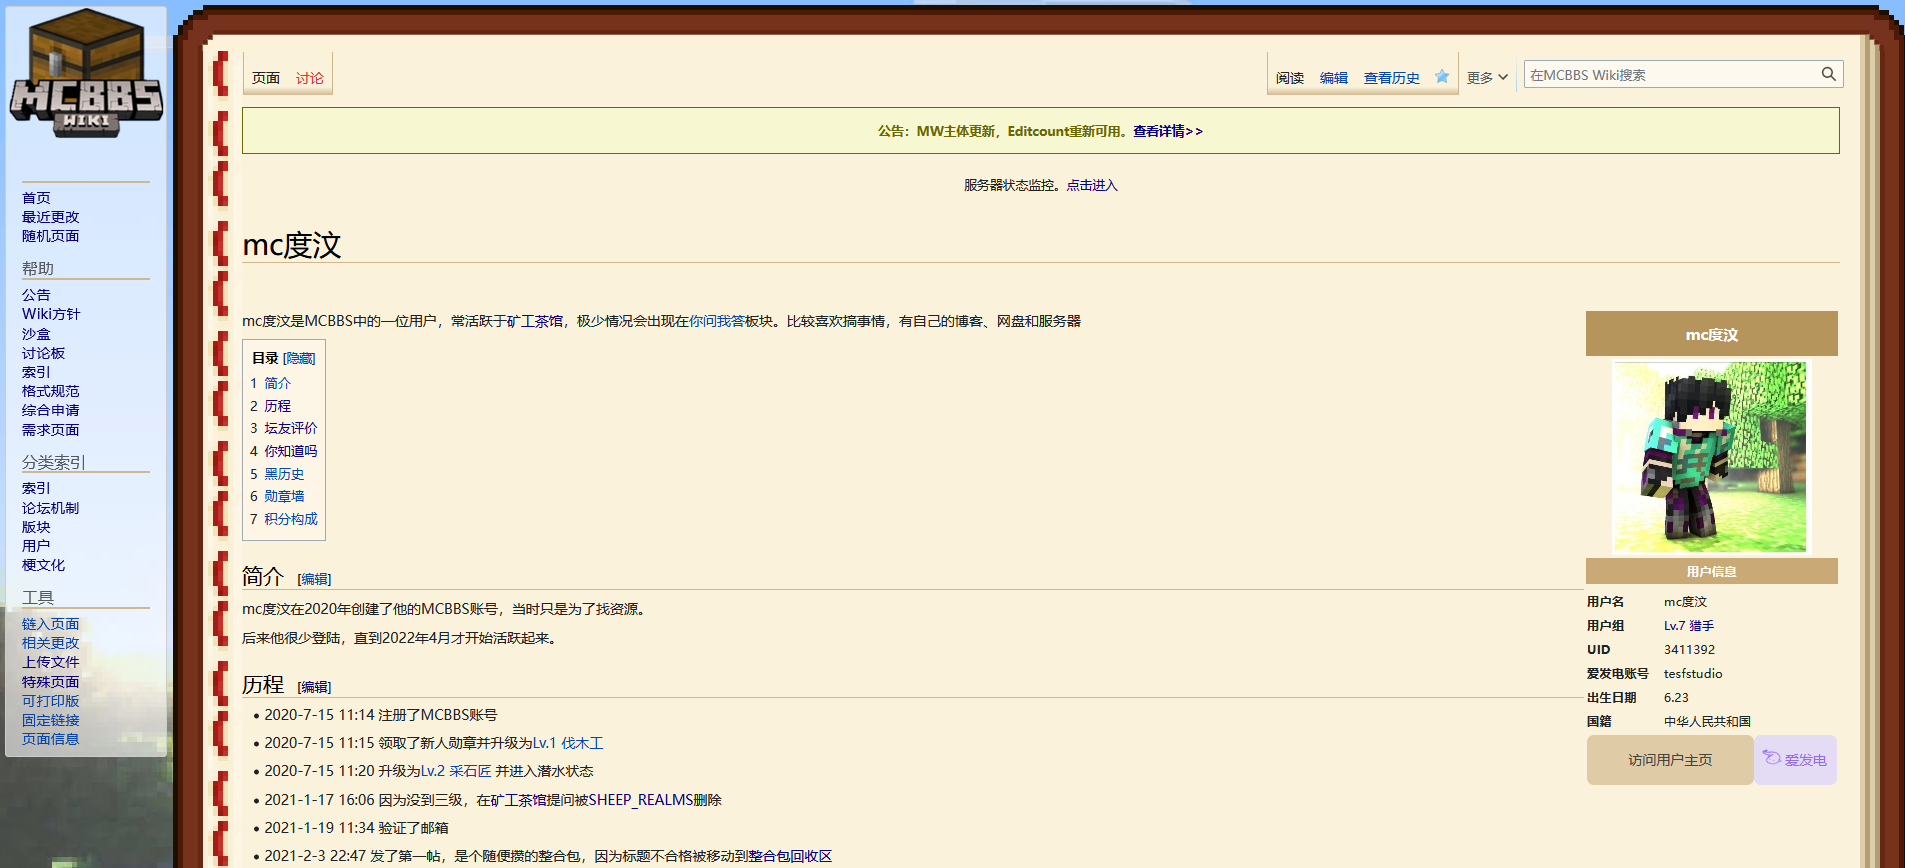 MCBBS
WIKI
首页
最近更改
随机页面
帮助
公告
Wiki方针
沙盒
讨论板
索引
格式规范
综合申请
需求页面
分类索引
索引
论坛机制
版块
用户
梗文化
工具
链入页面
相关更改
上传文件
特殊页面
可打印版
固定链接
页面信息
页面 讨论
阅读 编辑 查看历史 更多 在MCBBS Wiki搜索
公告：MW主体更新，Editcount重新可用。查看详情>>
服务器状态监控。点击进入
mc度汶
mc度汶是MCBBS中的一位用户，常活跃于矿工茶馆，极少情况会出现在你问我答板块。比较喜欢搞事情，有自己的博客、网盘和服务器
目录 [隐藏]
1 简介
2 历程
3 坛友评价
4 你知道吗
5 黑历史
6 勋章墙
7 积分构成
简介 [编辑]
mc度汶在2020年创建了他的MCBBS账号，当时只是为了找资源。
后来他很少登陆，直到2022年4月才开始活跃起来。
历程 [编辑]
• 2020-7-15 11:14 注册了MCBBS账号
• 2020-7-15 11:15 领取了新人勋章并升级为Lv.1 伐木工
• 2020-7-15 11:20 升级为Lv.2 采石匠 并进入潜水状态
• 2021-1-17 16:06 因为没到三级，在矿工茶馆提问被SHEEP_REALMS删除
• 2021-1-19 11:34 验证了邮箱
• 2021-2-3 22:47 发了第一帖，是个随便攒的整合包，因为标题不合格被移动到整合包回收区
mc度汶
用户信息
用户名 mc度汶
用户组 Lv.7 猎手
UID 3411392
爱发电账号 tesfstudio
出生日期 6.23
国籍 中华人民共和国
访问用户主页 爱发电